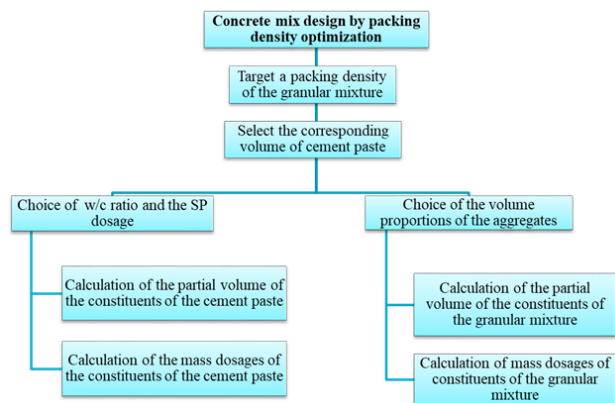 Concrete mix design by packing
density optimization
Target a packing density
of the granular mixture
Select the corresponding
volume of cement paste
Choice of w/c ratio and the SP
dosage
Calculation of the partial volume of
the constituents of the cement paste
Calculation of the mass dosages of
the constituents of the cement paste
Choice of the volume
proportions of the aggregates
Calculation of the partial
volume of the constituents of
the granular mixture
Calculation of mass dosages of
constituents of the granular
mixture